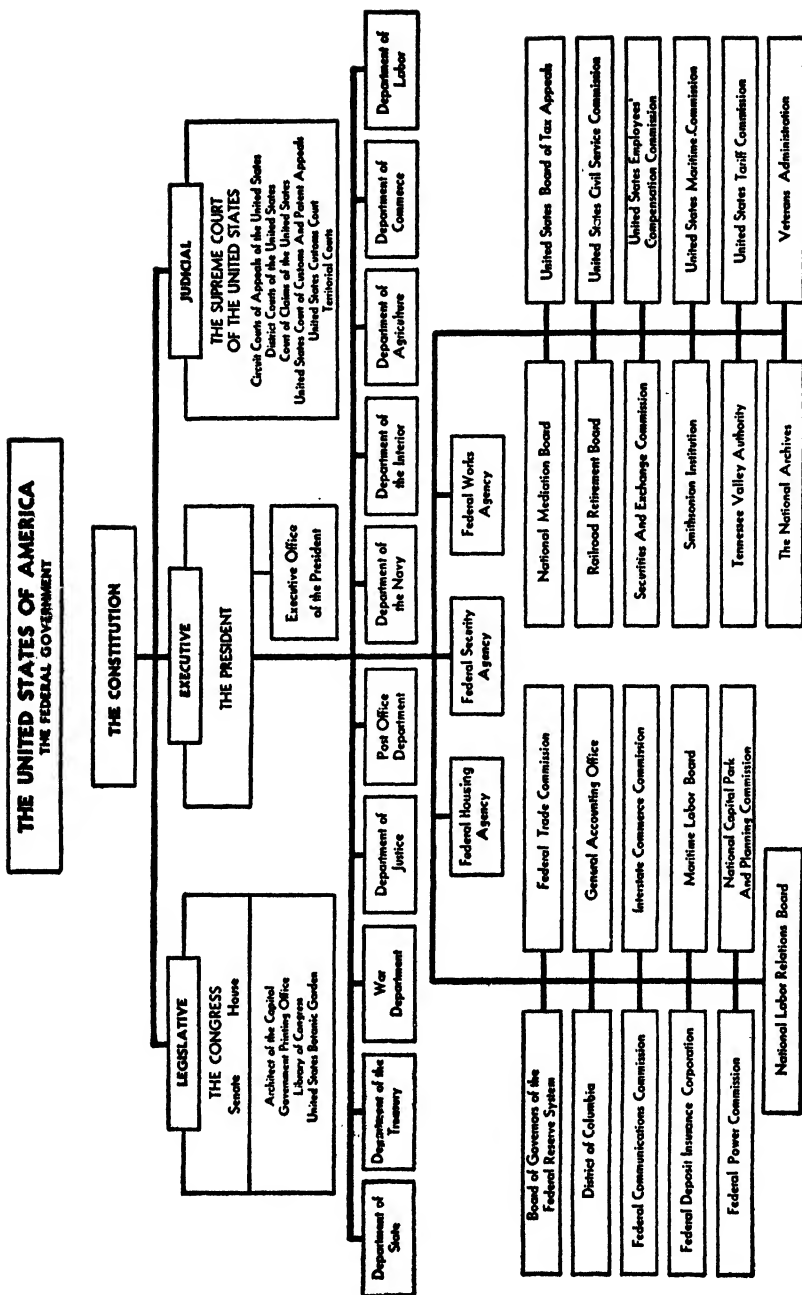 THE UNITED STATES OF AMERICA
THE FEDERAL GOVERNMENT
THE CONSTITUTION
LEGISLATIVE
THE CONGRESS
Senate House
Architect of the Capitol
Government Printing Office
Library of Congress
United States Botanic Garden
EXECUTIVE
THE PRESIDENT
Executive Office
of the President
JUDICIAL
THE SUPREME COURT
OF THE UNITED STATES
Circuit Courts of Appeals of the United States
District Courts of the United States
Court of Claims of the United States
United States Court of Customs And Patent Appeals
United States Customs Court
Territorial Courts
Department of
State
Department of the
Treasury
War
Department
Department of
Justice
Post Office
Department
Department of
the Navy
Department of
the Interior
Department of
Agriculture
Department of
Commerce
Department of
Labor
Federal Housing
Agency
Federal Security
Agency
Federal Works
Agency
Board of Governors of the
Federal Reserve System
District of Columbia
Federal Communications Commission
Federal Deposit Insurance Corporation
Federal Power Commission
Federal Trade Commission
General Accounting Office
Interstate Commerce Commission
Maritime Labor Board
National Capital Park
And Planning Commission
National Labor Relations Board
National Mediation Board
Railroad Retirement Board
Securities And Exchange Commission
Smithsonian Institution
Tennessee Valley Authority
The National Archives
United States Board of Tax Appeals
United States Civil Service Commission
United States Employees'
Compensation Commission
United States Maritime Commission
United States Tariff Commission
Veterans Administration